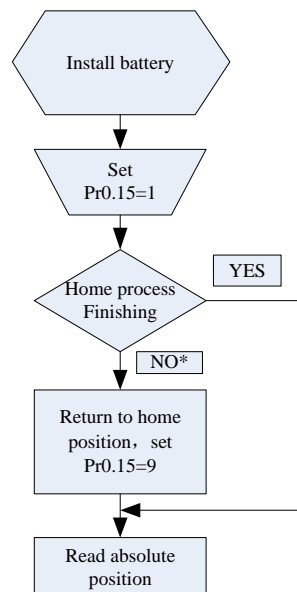 Install battery
Set
Pr0.15=1
Home process
Finishing
YES
NO*
Return to home
position，set
Pr0.15=9
Read absolute
position